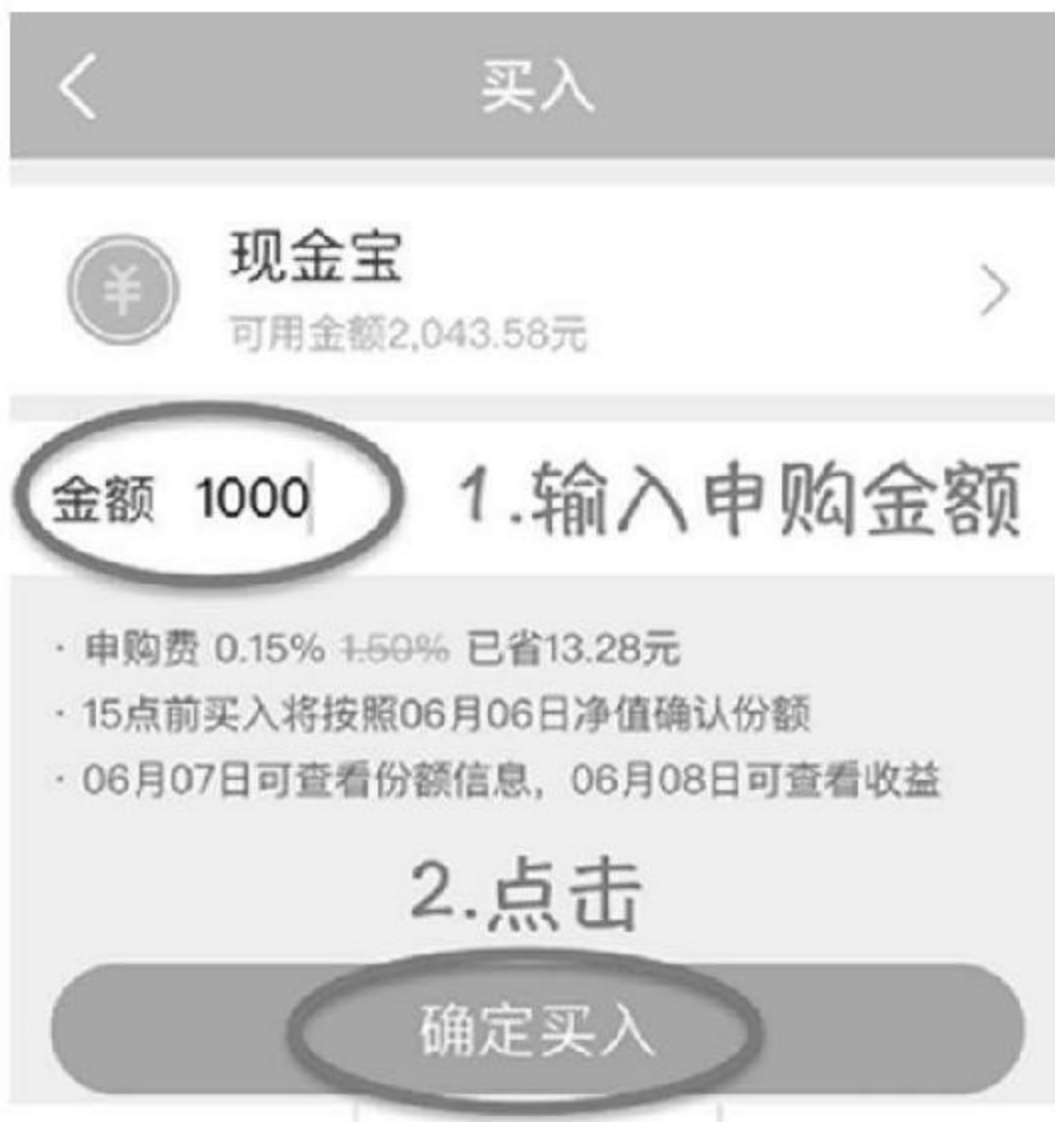 买入
¥
现金宝
可用金额2,043.58元
金额 1000 1.输入申购金额
· 申购费 0.15% 1.50% 已省13.28元
· 15点前买入将按照06月06日净值确认份额
· 06月07日可查看份额信息，06月08日可查看收益
2.点击
确定买入